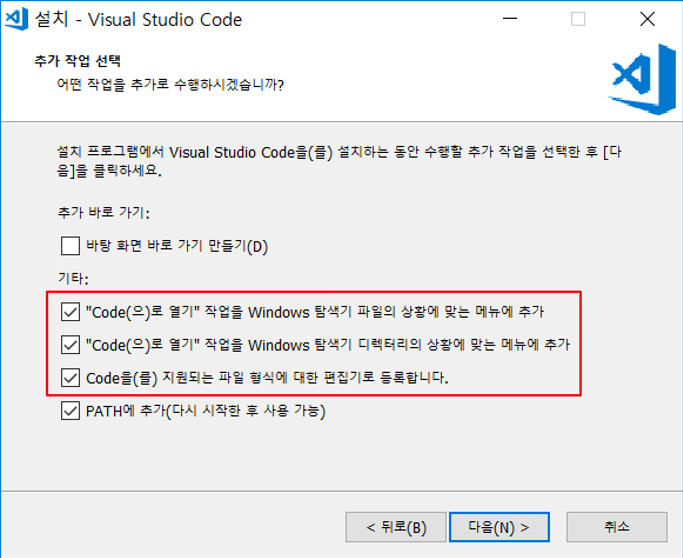 설치 - Visual Studio Code
추가 작업 선택
어떤 작업을 추가로 수행하시겠습니까?
설치 프로그램에서 Visual Studio Code을(를) 설치하는 동안 수행할 추가 작업을 선택한 후 [다
음]을 클릭하세요.
추가 바로 가기:
바탕 화면 바로 가기 만들기(D)
기타:
"Code(으)로 열기" 작업을 Windows 탐색기 파일의 상황에 맞는 메뉴에 추가
"Code(으)로 열기" 작업을 Windows 탐색기 디렉터리의 상황에 맞는 메뉴에 추가
Code을(를) 지원되는 파일 형식에 대한 편집기로 등록합니다.
PATH에 추가(다시 시작한 후 사용 가능)
< 뒤로(B) 다음(N) > 취소